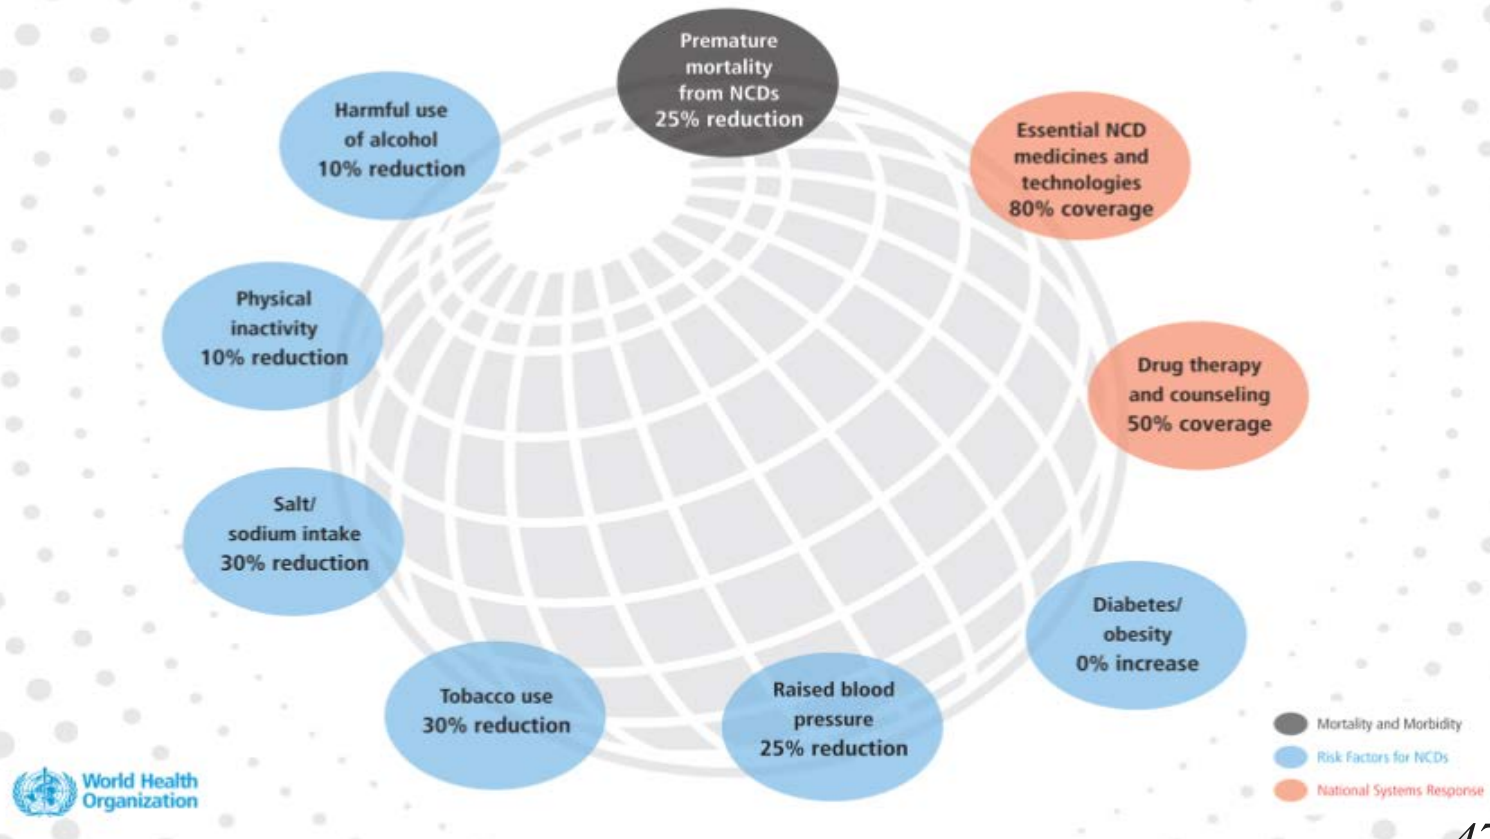 Premature
mortality
from NCDs
25% reduction
Harmful use
of alcohol
10% reduction
Essential NCD
medicines and
technologies
80% coverage
Physical
inactivity
10% reduction
Drug therapy
and counseling
50% coverage
Salt/
sodium intake
30% reduction
Diabetes/
obesity
0% increase
Tobacco use
30% reduction
Raised blood
pressure
25% reduction
Mortality and Morbidity
Risk Factors for NCDs
National Systems Response
World Health
Organization